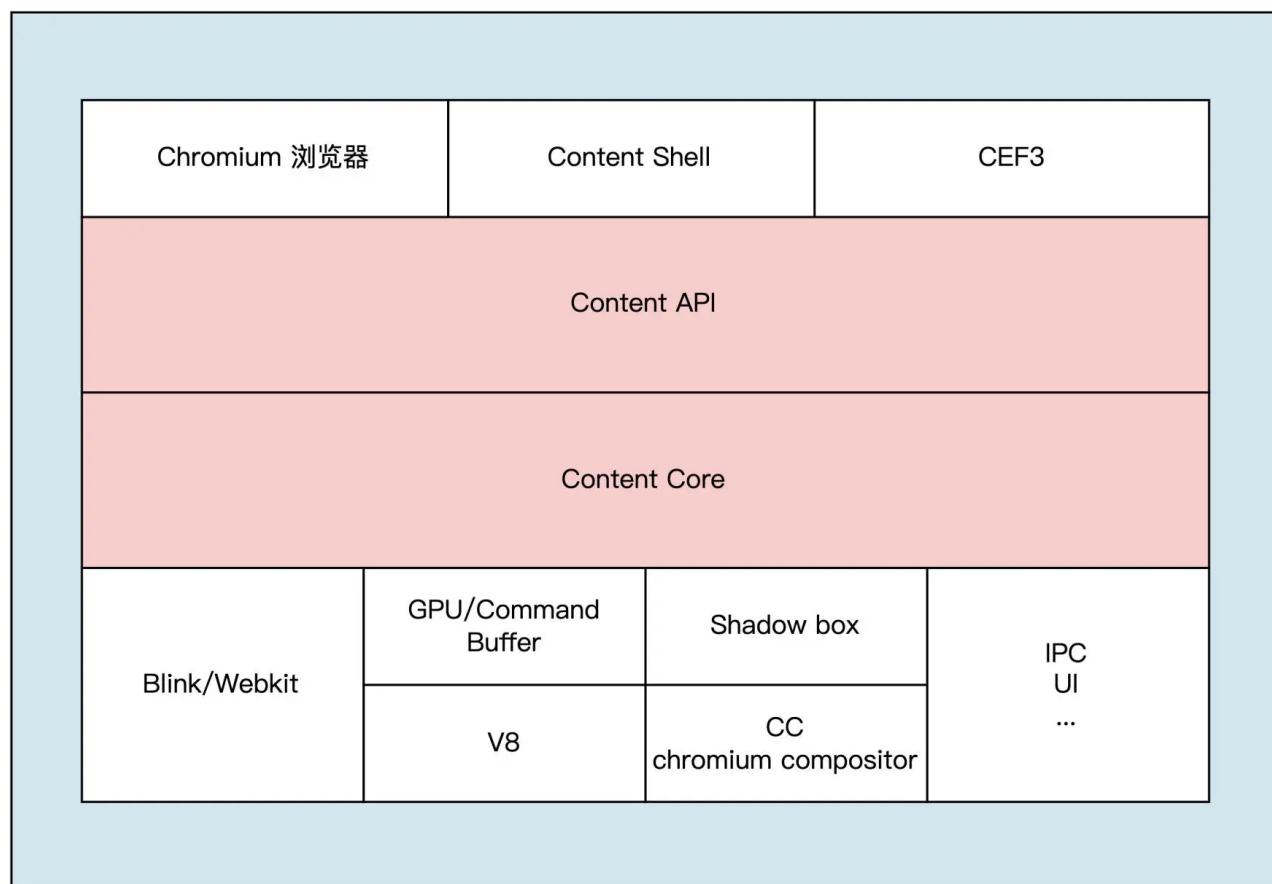 Chromium 浏览器
Content Shell
CEF3
Content API
Content Core
Blink/Webkit
GPU/Command
Buffer
Shadow box
V8
CC
chromium compositor
IPC
UI
...